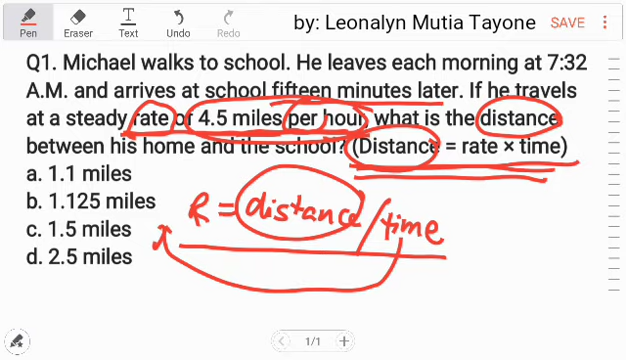 by: Leonalyn Mutia Tayone
SAVE
Pen
Eraser
Text
Undo
Redo
Q1. Michael walks to school. He leaves each morning at 7:32
A.M. and arrives at school fifteen minutes later. If he travels
at a steady rate of 4.5 miles per hour, what is the distance
between his home and the school? (Distance = rate × time)
a. 1.1 miles
b. 1.125 miles
c. 1.5 miles
d. 2.5 miles
R = distance / time
1/1